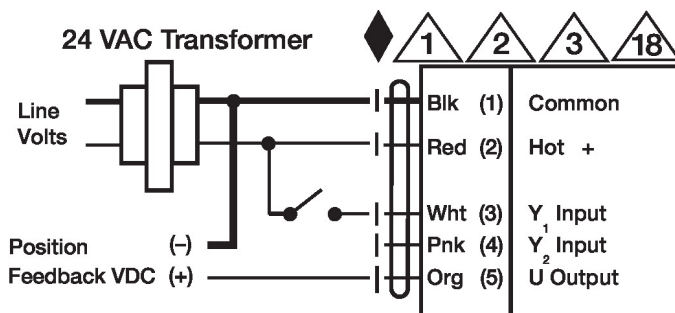 24 VAC Transformer
1 2 3 18
Line Volts
Blk (1) Common
Red (2) Hot +
Wht (3) Y1 Input
Pnk (4) Y2 Input
Org (5) U Output
Position (−)
Feedback VDC (+)